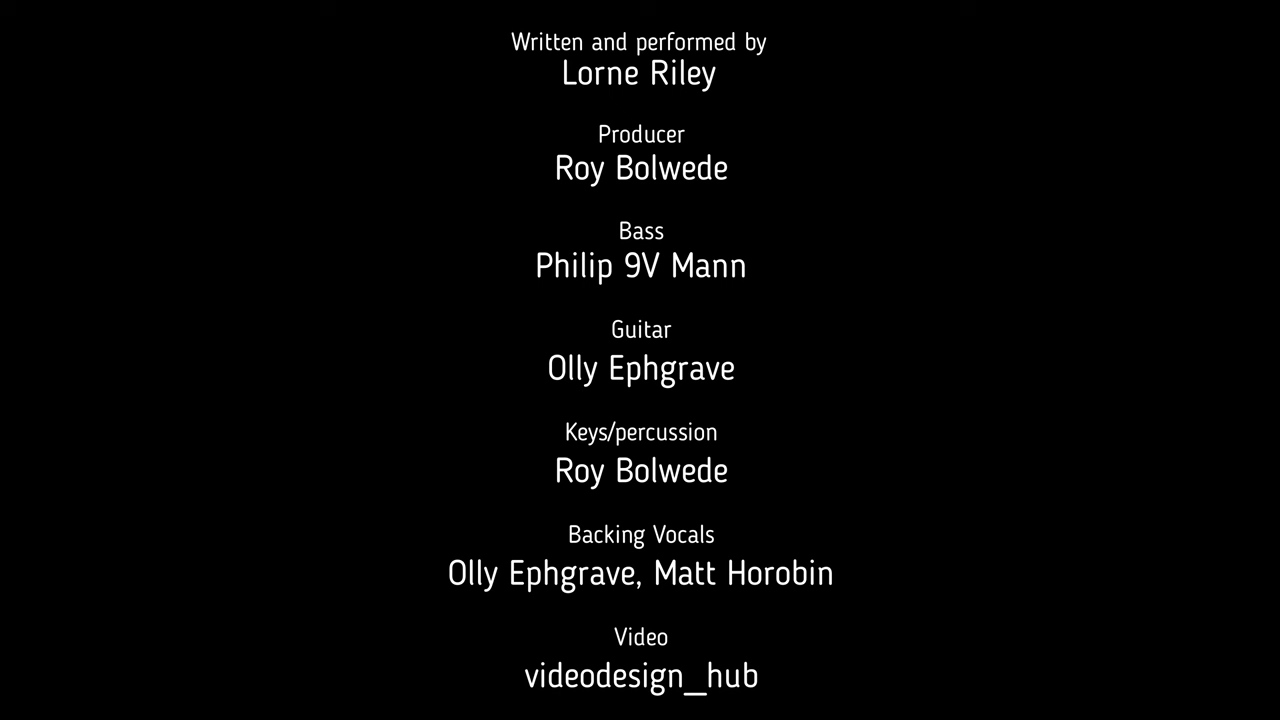 Written and performed by
Lorne Riley
Producer
Roy Bolwede
Bass
Philip 9V Mann
Guitar
Olly Ephgrave
Keys/percussion
Roy Bolwede
Backing Vocals
Olly Ephgrave, Matt Horobin
Video
videodesign_hub